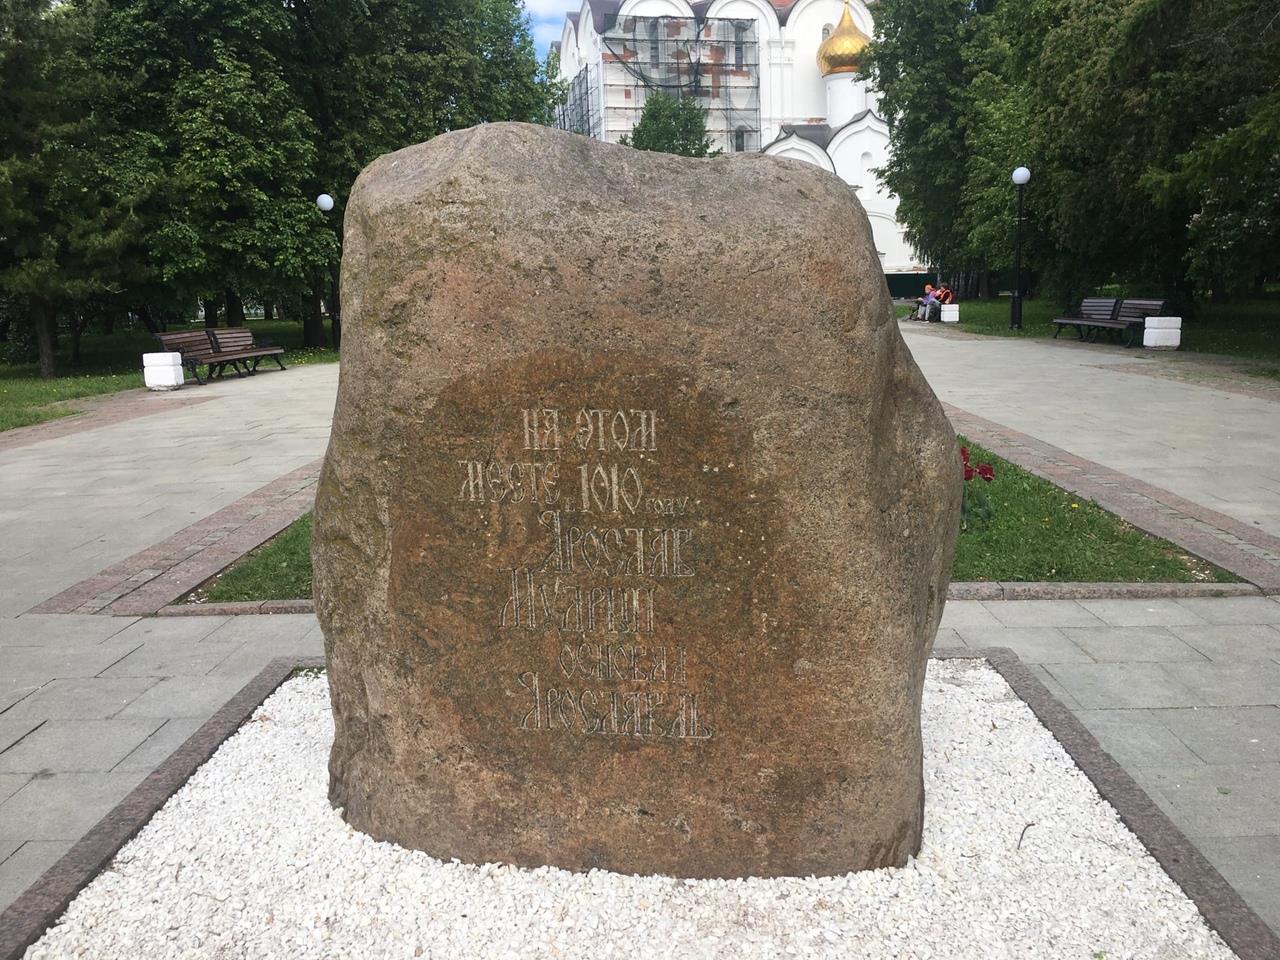 НА ЭТОМ
МЕСТЕ В 1010 ГОДУ
ЯРОСЛАВ
МУДРЫЙ
ОСНОВАЛ
ЯРОСЛАВЛЬ